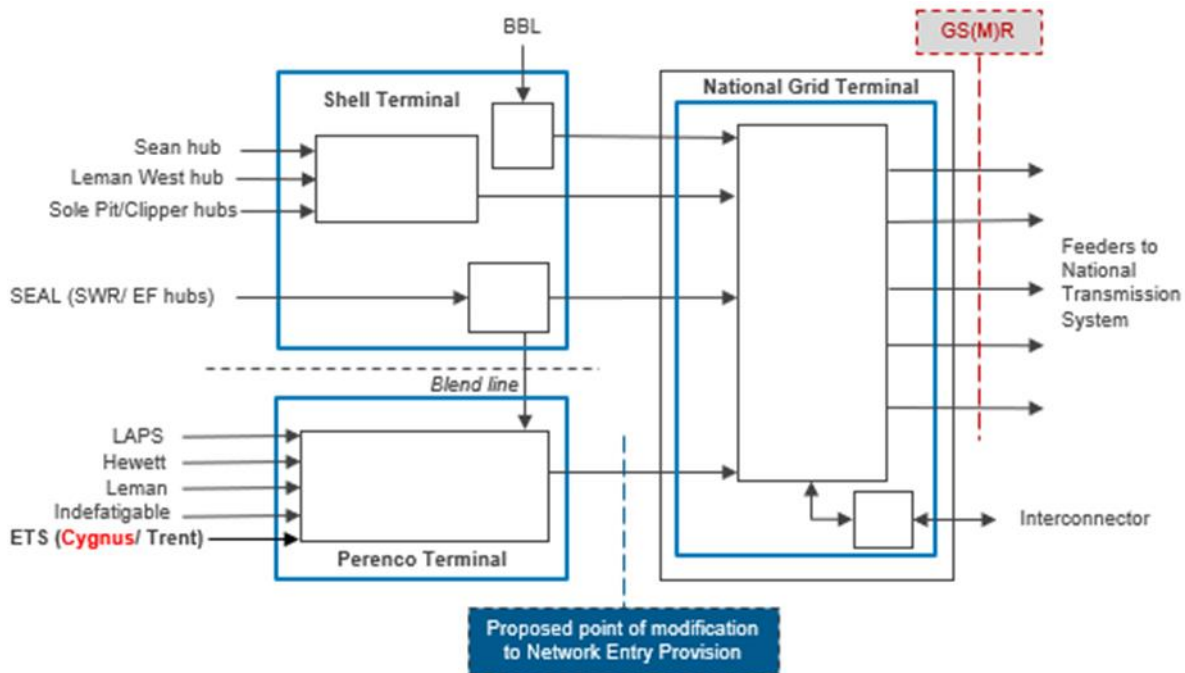 BBL
GS(M)R
Shell Terminal
National Grid Terminal
Sean hub
Leman West hub
Sole Pit/Clipper hubs
SEAL (SWR/ EF hubs)
Feeders to
National
Transmission
System
Blend line
LAPS
Hewett
Leman
Indefatigable
ETS (Cygnus/ Trent)
Perenco Terminal
Interconnector
Proposed point of modification
to Network Entry Provision